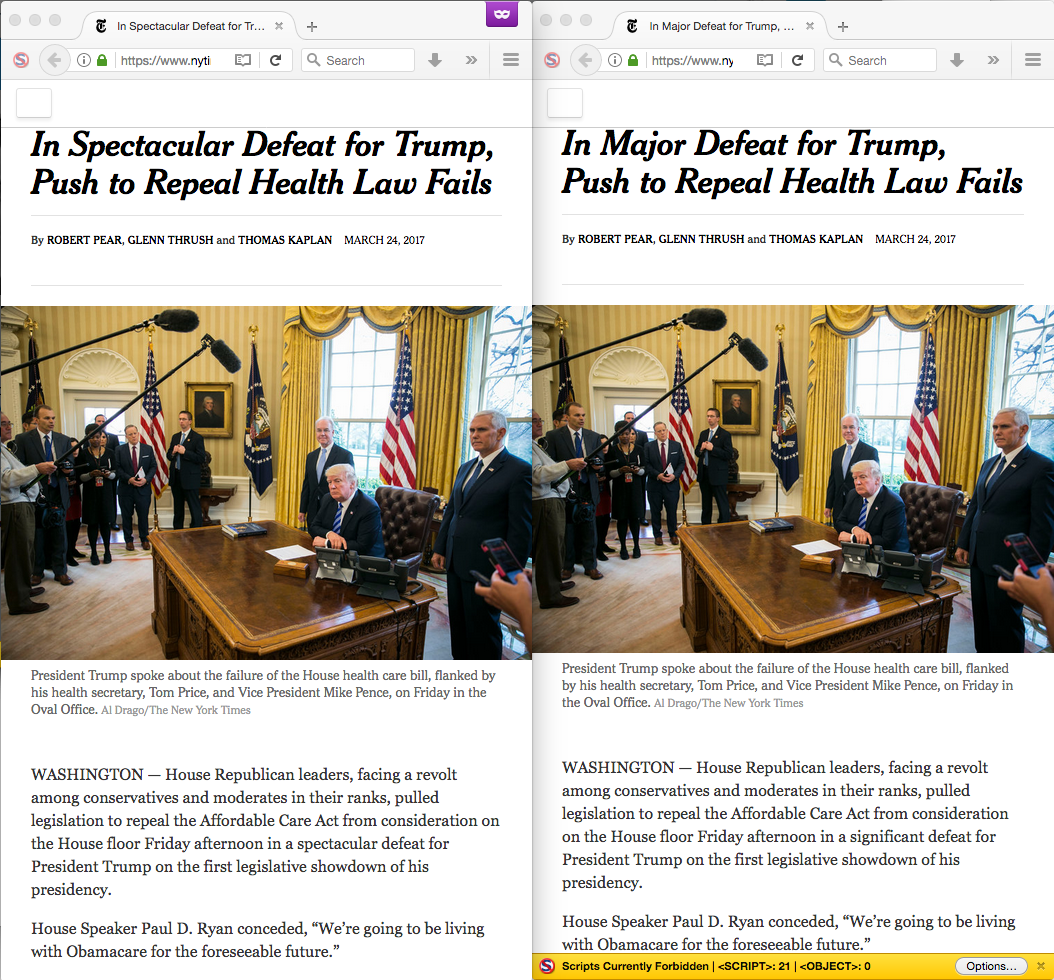 In Spectacular Defeat for Tr...
https://www.nyti
Search
In Spectacular Defeat for Trump,
Push to Repeal Health Law Fails
By ROBERT PEAR, GLENN THRUSH and THOMAS KAPLAN MARCH 24, 2017
President Trump spoke about the failure of the House health care bill, flanked by
his health secretary, Tom Price, and Vice President Mike Pence, on Friday in the
Oval Office. Al Drago/The New York Times
WASHINGTON — House Republican leaders, facing a revolt
among conservatives and moderates in their ranks, pulled
legislation to repeal the Affordable Care Act from consideration on
the House floor Friday afternoon in a spectacular defeat for
President Trump on the first legislative showdown of his
presidency.
House Speaker Paul D. Ryan conceded, “We’re going to be living
with Obamacare for the foreseeable future.”
In Major Defeat for Trump, ...
https://www.ny
Search
In Major Defeat for Trump,
Push to Repeal Health Law Fails
By ROBERT PEAR, GLENN THRUSH and THOMAS KAPLAN MARCH 24, 2017
President Trump spoke about the failure of the House health care bill, flanked
by his health secretary, Tom Price, and Vice President Mike Pence, on Friday in
the Oval Office. Al Drago/The New York Times
WASHINGTON — House Republican leaders, facing a revolt
among conservatives and moderates in their ranks, pulled
legislation to repeal the Affordable Care Act from consideration
on the House floor Friday afternoon in a significant defeat for
President Trump on the first legislative showdown of his
presidency.
House Speaker Paul D. Ryan conceded, “We’re going to be living
with Obamacare for the foreseeable future.”
Scripts Currently Forbidden | <SCRIPT>: 21 | <OBJECT>: 0
Options...